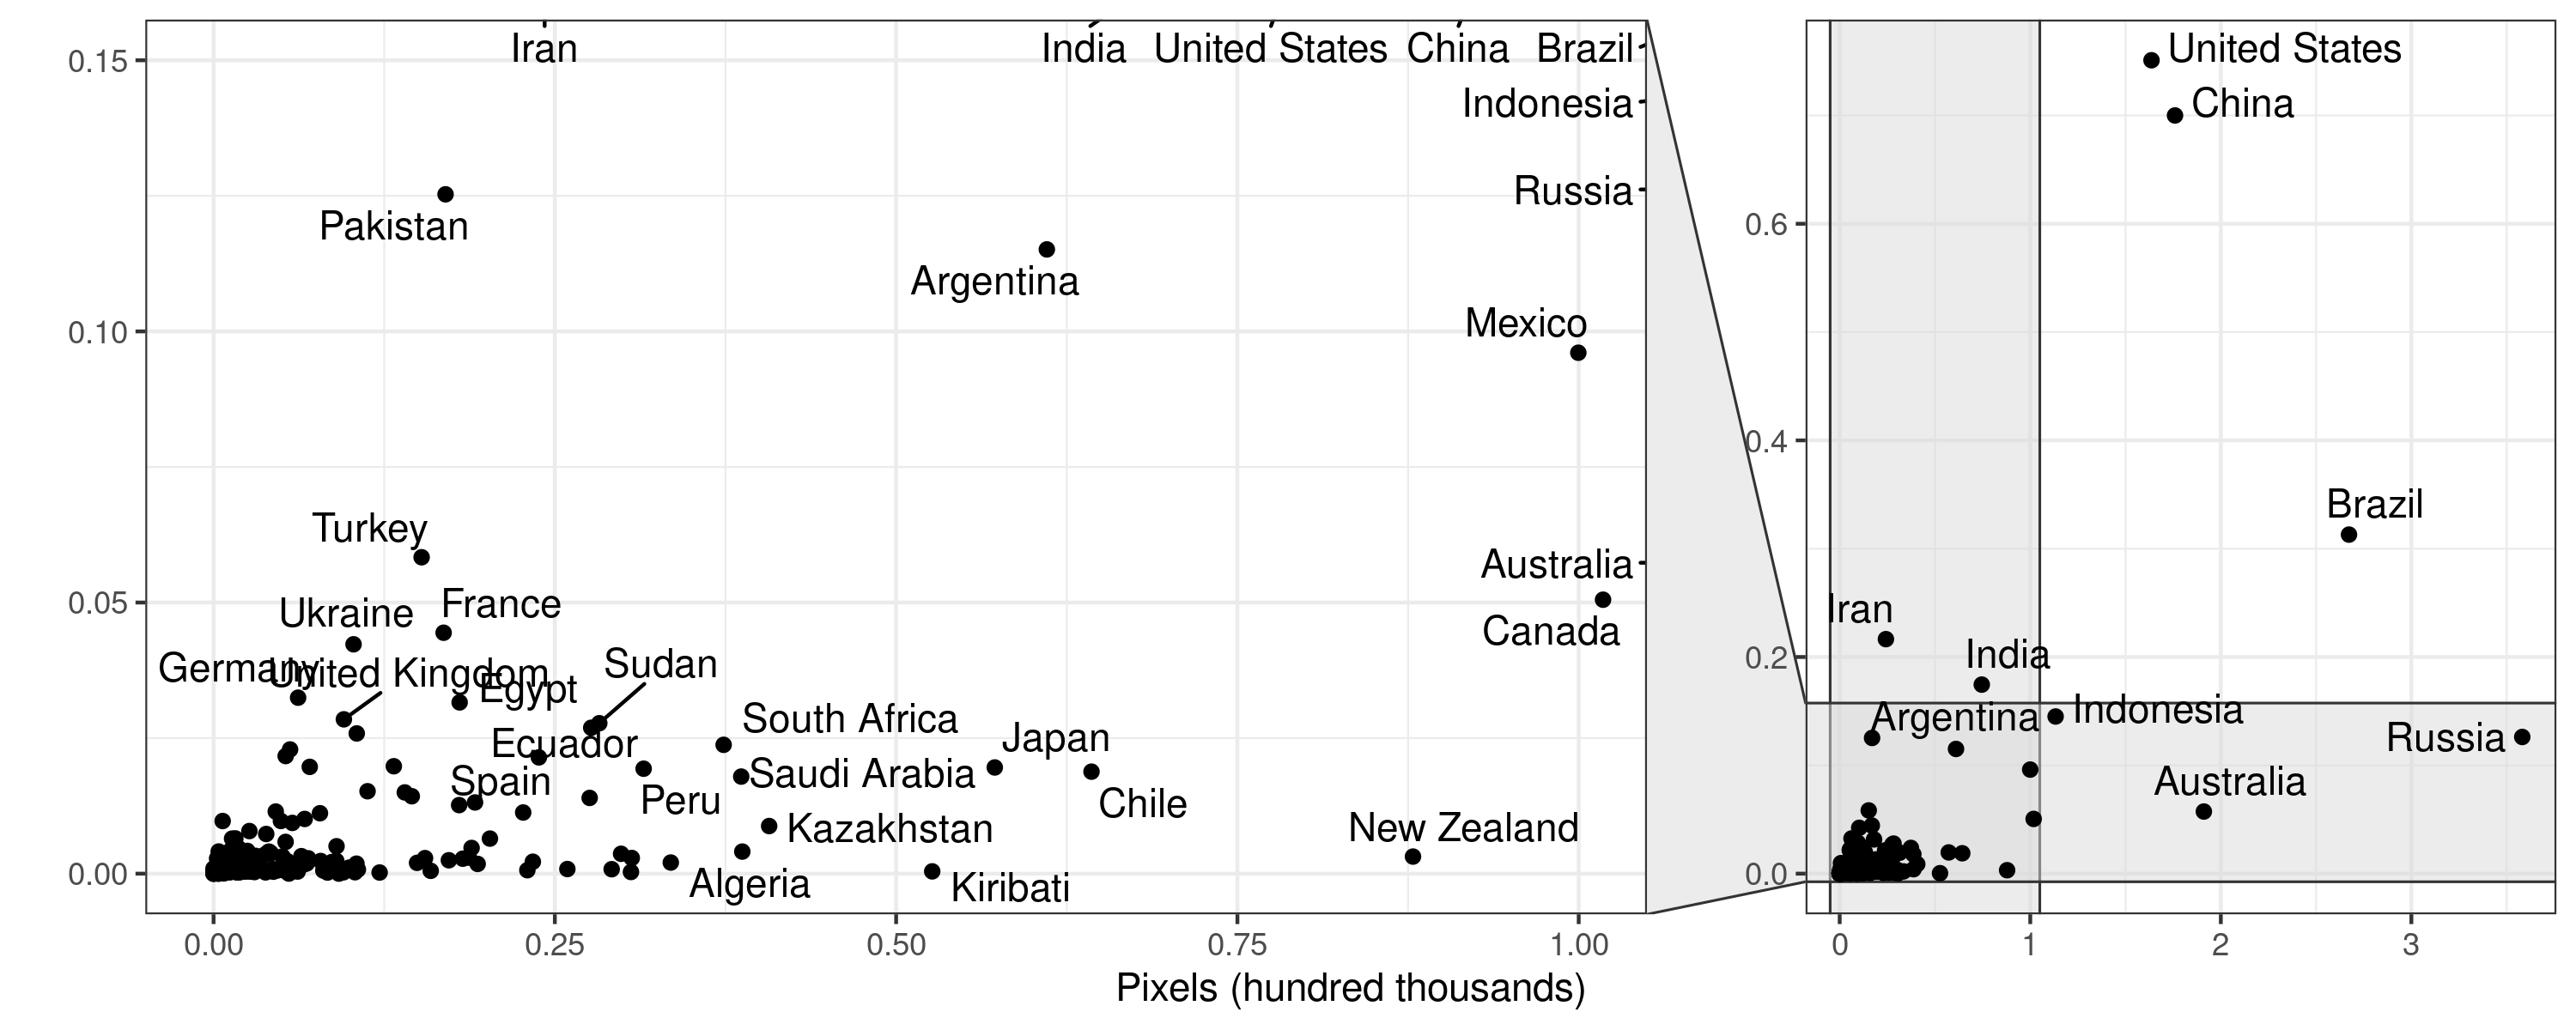 Iran India United States China Brazil
0.15
Indonesia
Russia
Pakistan
Argentina
0.10
Mexico
Turkey
Australia
0.05
France
Ukraine
Canada
Germany
United Kingdom
Egypt
Sudan
South Africa
Ecuador
Japan
Spain
Saudi Arabia
Peru
Chile
Kazakhstan
New Zealand
0.00
Algeria
Kiribati
0.00 0.25 0.50 0.75 1.00
United States
China
0.6
0.4
Brazil
Iran
0.2
India
Indonesia
Argentina
Russia
Australia
0.0
0 1 2 3
Pixels (hundred thousands)